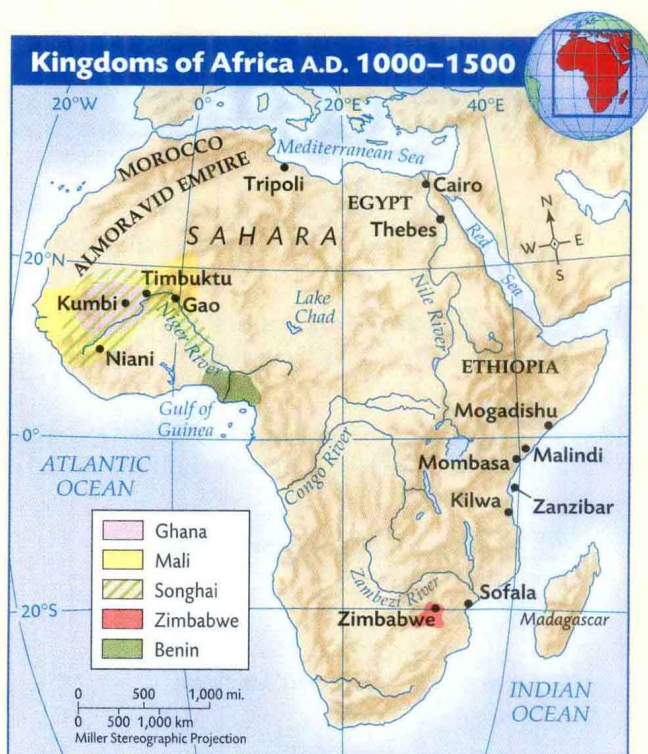 Kingdoms of Africa A.D. 1000–1500
20°W
0°
20°E
40°E
Mediterranean Sea
MOROCCO
ALMORAVID EMPIRE
Tripoli
Cairo
EGYPT
Thebes
SAHARA
Red Sea
N
W E
S
20°N
Timbuktu
Kumbi
Gao
Lake Chad
Nile River
Niger River
Niani
ETHIOPIA
Mogadishu
Gulf of Guinea
0°
Congo River
Malindi
Mombasa
ATLANTIC OCEAN
Kilwa
Zanzibar
Ghana
Mali
Songhai
Zimbabwe
Benin
Zambezi River
Sofala
20°S
Zimbabwe
Madagascar
INDIAN OCEAN
0 500 1,000 mi.
0 500 1,000 km
Miller Stereographic Projection